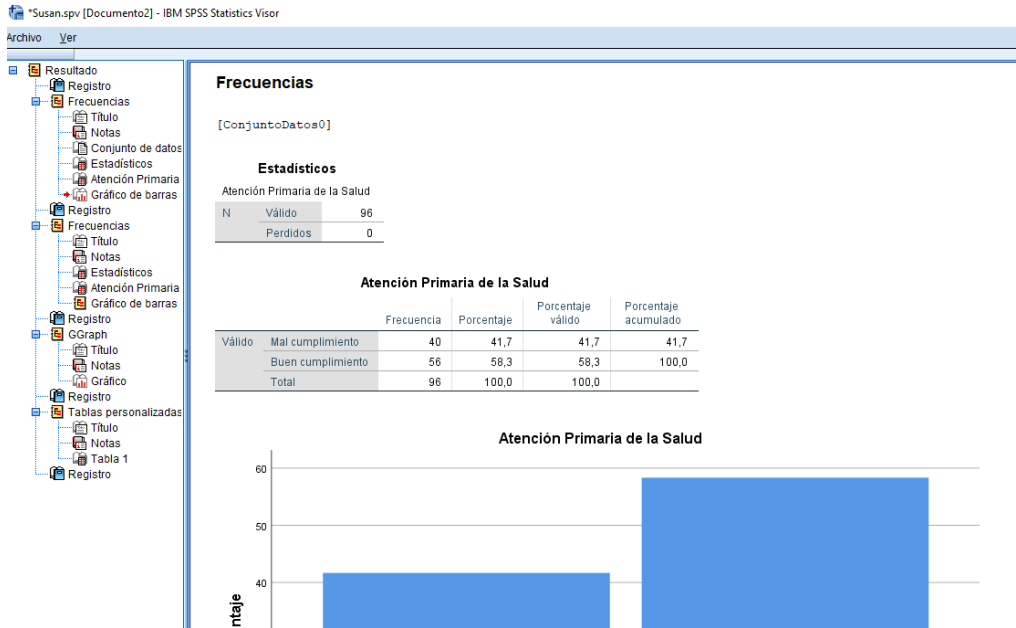 *Susan.spv [Documento2] - IBM SPSS Statistics Visor
Archivo Ver
Resultado
Registro
Frecuencias
Título
Notas
Conjunto de datos
Estadísticos
Atención Primaria
Gráfico de barras
Registro
Frecuencias
Título
Notas
Estadísticos
Atención Primaria
Gráfico de barras
Registro
GGraph
Título
Notas
Gráfico
Registro
Tablas personalizadas
Título
Notas
Tabla 1
Registro
Frecuencias
[ConjuntoDatos0]
Estadísticos
Atención Primaria de la Salud
N Válido 96
Perdidos 0
Atención Primaria de la Salud
Frecuencia Porcentaje Porcentaje válido Porcentaje acumulado
Válido Mal cumplimiento 40 41,7 41,7 41,7
Buen cumplimiento 56 58,3 58,3 100,0
Total 96 100,0 100,0
Atención Primaria de la Salud
60
50
40
ntaje